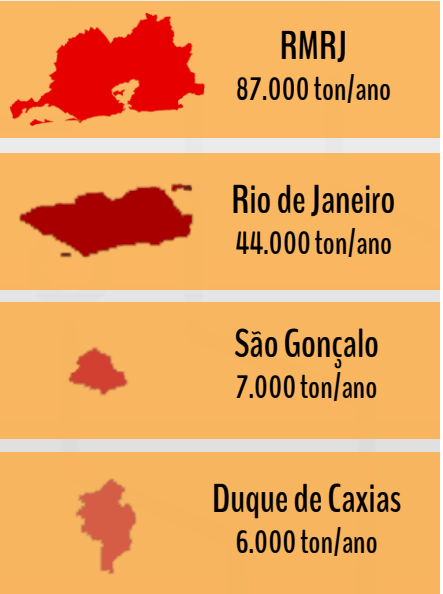 RMRJ
87.000 ton/ano
Rio de Janeiro
44.000 ton/ano
São Gonçalo
7.000 ton/ano
Duque de Caxias
6.000 ton/ano